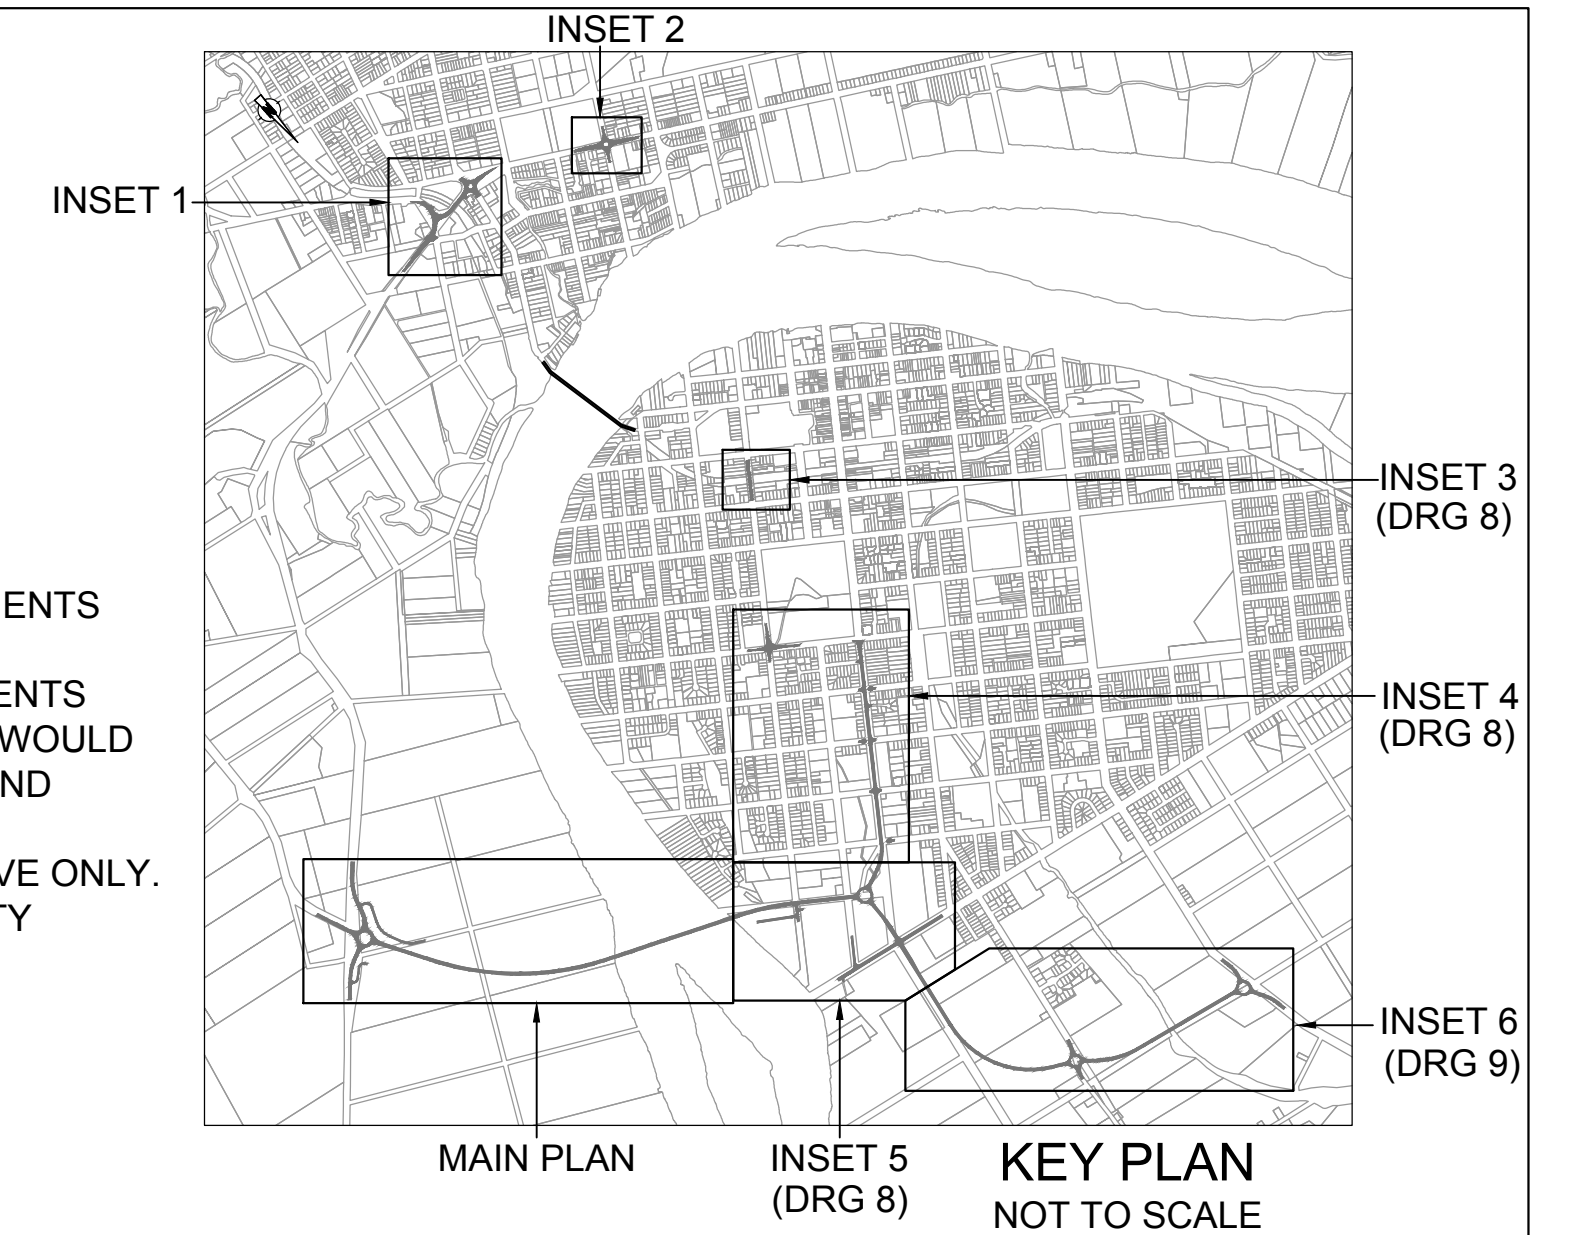 INSET 2
INSET 1
INSET 3
(DRG 8)
ENTS
ENTS
WOULD
ND
VE ONLY.
TY
INSET 4
(DRG 8)
INSET 6
(DRG 9)
MAIN PLAN
INSET 5
(DRG 8)
KEY PLAN
NOT TO SCALE